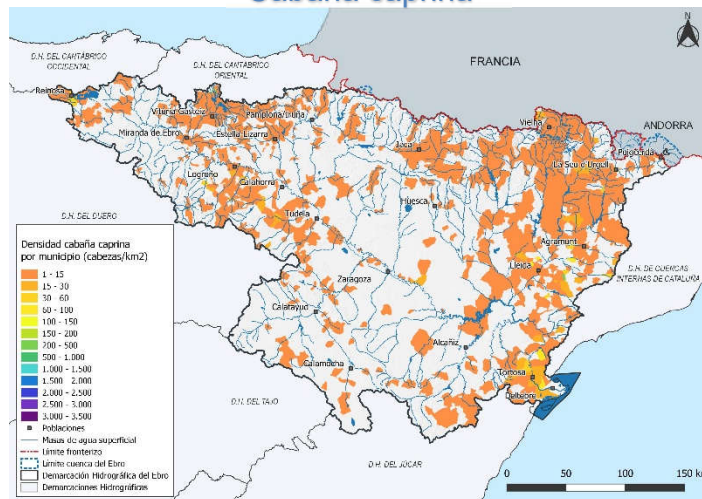 Cabaña caprina
N
D.H. DEL CANTÁBRICO
OCCIDENTAL
D.H. DEL CANTÁBRICO
ORIENTAL
FRANCIA
ANDORRA
Reinosa
Vitoria-Gasteiz
Pamplona/Iruña
Miranda de Ebro
Estella-Lizarra
Jaca
Vielha
Puigcerdà
La Seu d'Urgell
Logroño
Calahorra
Tudela
Huesca
D.H. DEL DUERO
Agramunt
Lleida
D.H. DE CUENCAS
INTERNAS DE CATALUÑA
Zaragoza
Calatayud
Alcañiz
Calamocha
Tortosa
Deltebre
D.H. DEL TAJO
D.H. DEL JÚCAR
Densidad cabaña caprina
por municipio (cabezas/km2)
1 - 15
15 - 30
30 - 60
60 - 100
100 - 150
150 - 200
200 - 500
500 - 1.000
1.000 - 1.500
1.500 - 2.000
2.000 - 2.500
2.500 - 3.000
3.000 - 3.500
Poblaciones
Masas de agua superficial
Límite fronterizo
Límite cuenca del Ebro
Demarcación Hidrográfica del Ebro
Demarcaciones Hidrográficas
0 50 100 150 km